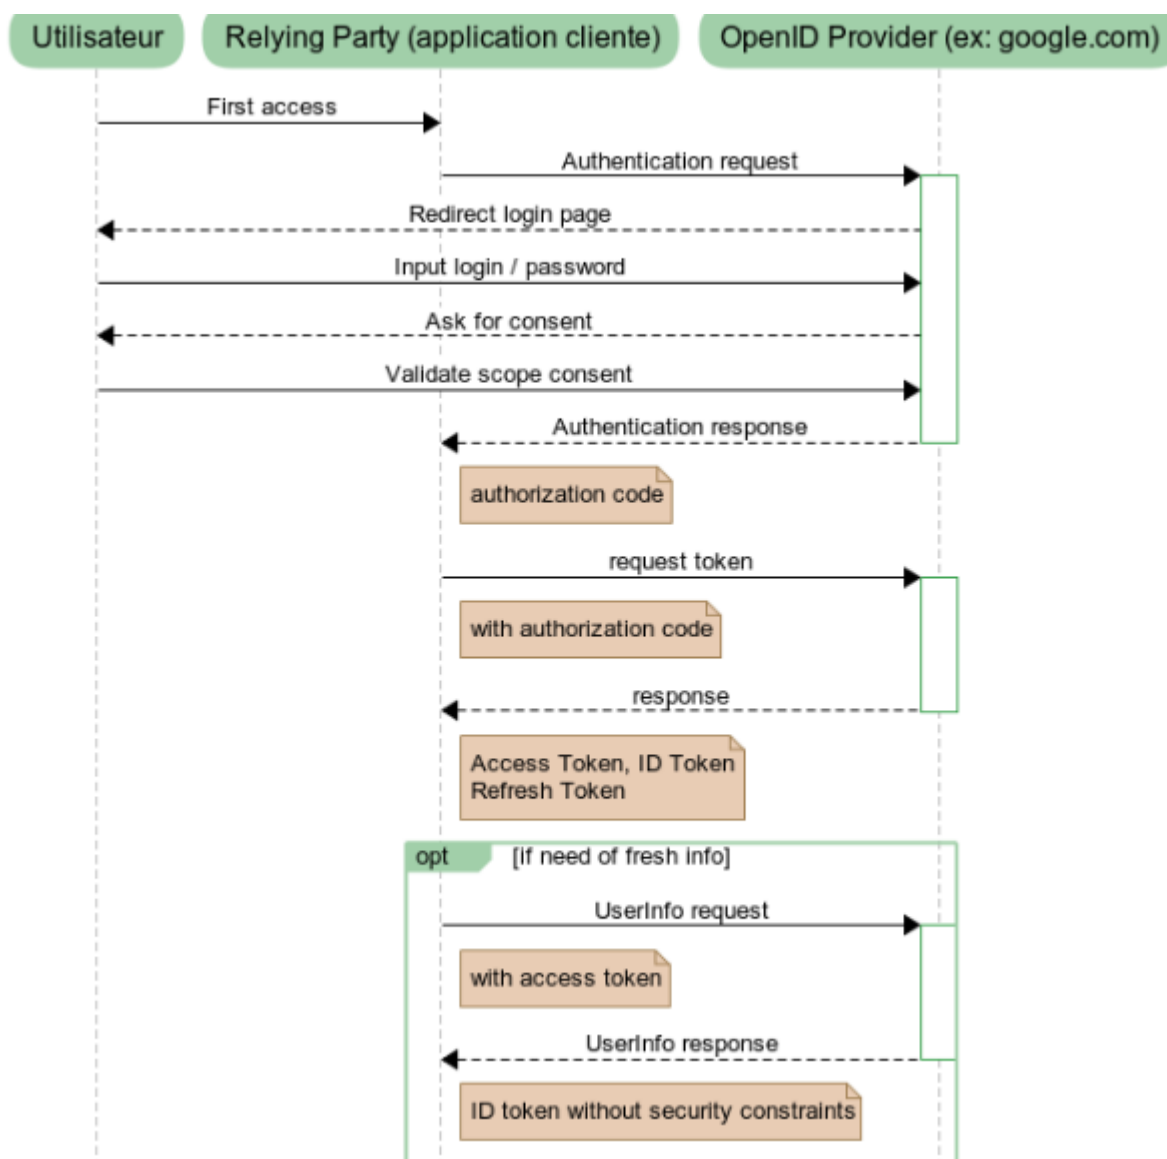 Utilisateur
Relying Party (application cliente)
OpenID Provider (ex: google.com)
First access
Authentication request
Redirect login page
Input login / password
Ask for consent
Validate scope consent
Authentication response
authorization code
request token
with authorization code
response
Access Token, ID Token
Refresh Token
opt
[if need of fresh info]
UserInfo request
with access token
UserInfo response
ID token without security constraints